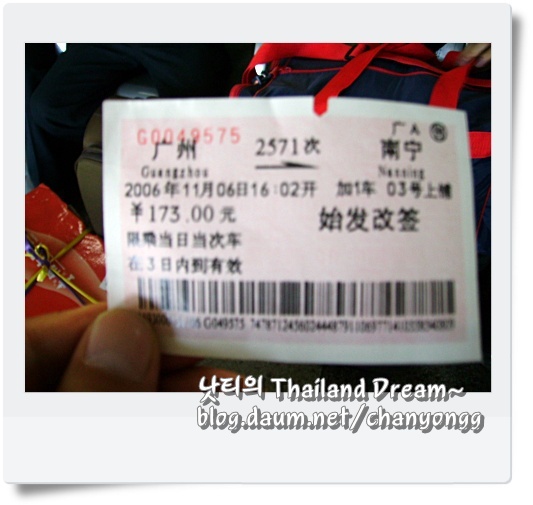 G0049575
广A 售
广州 2571次 南宁
Guangzhou Nanning
2006年11月06日16:02开 加1车 03号上铺
￥173.00元 始发改签
限乘当日当次车
在3日内到有效
G049575
낫티의 Thailand Dream~
blog.daum.net/chanyongg